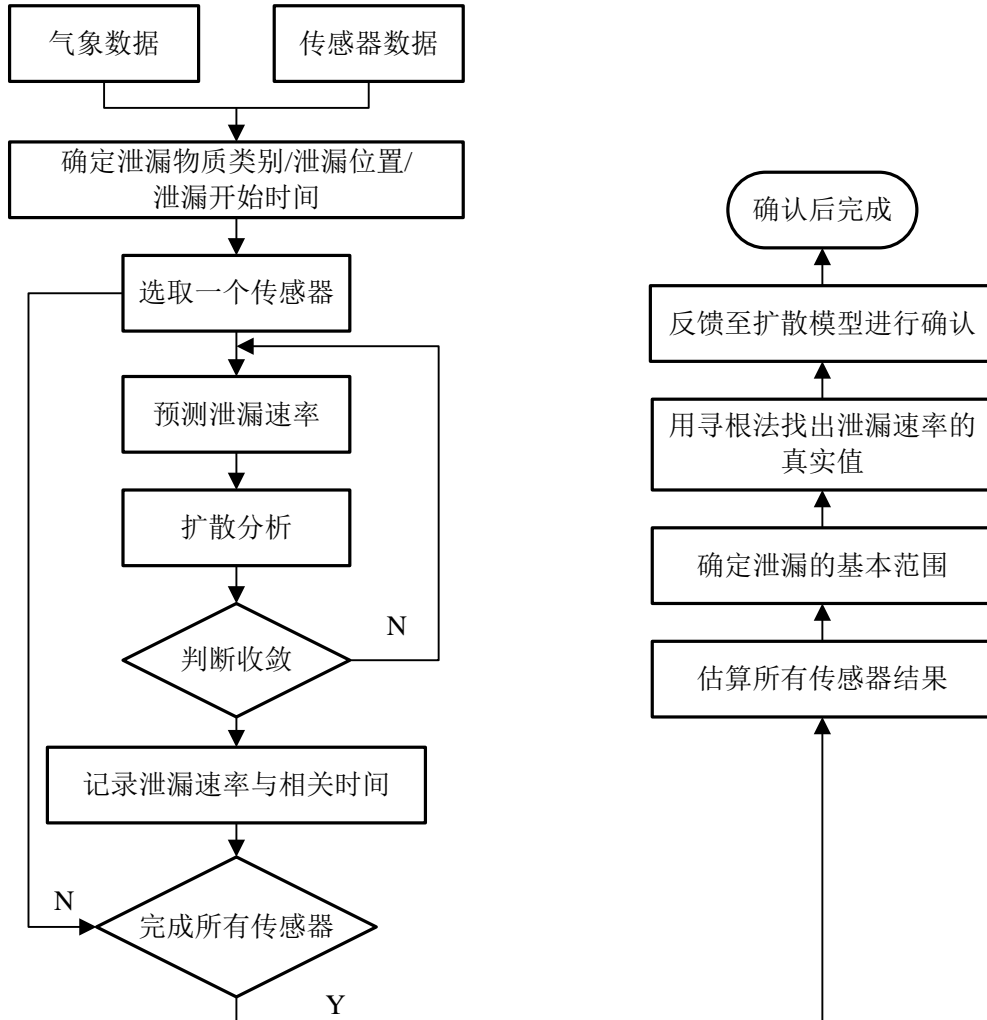 气象数据
传感器数据
确定泄漏物质类别/泄漏位置/
泄漏开始时间
选取一个传感器
预测泄漏速率
扩散分析
N
判断收敛
记录泄漏速率与相关时间
N
完成所有传感器
Y
确认后完成
反馈至扩散模型进行确认
用寻根法找出泄漏速率的
真实值
确定泄漏的基本范围
估算所有传感器结果